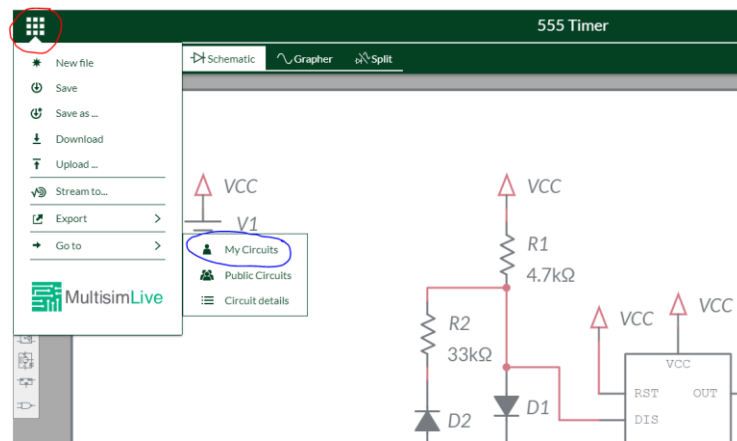 555 Timer
Schematic Grapher Split
New file
Save
Save as ...
Download
Upload ...
Stream to...
Export
Go to
My Circuits
Public Circuits
Circuit details
MultisimLive
VCC
V1
VCC
R1
4.7kΩ
R2
33kΩ
D2
D1
VCC
VCC
VCC
RST OUT
DIS